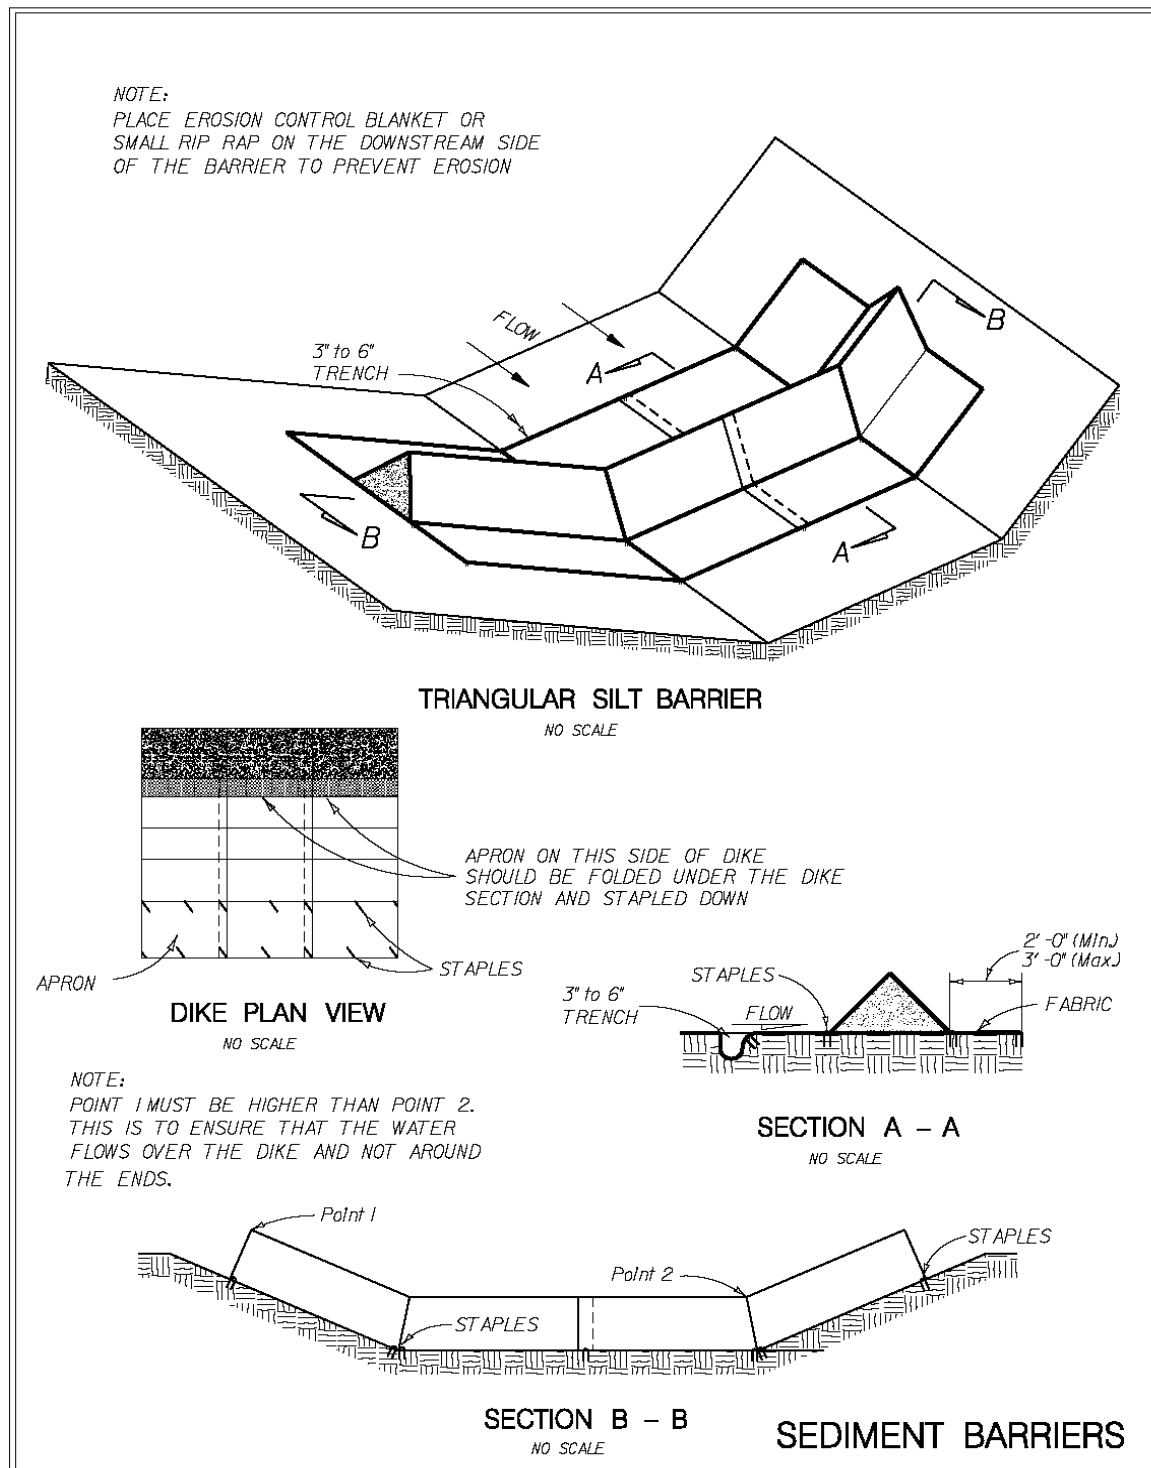 NOTE:
PLACE EROSION CONTROL BLANKET OR
SMALL RIP RAP ON THE DOWNSTREAM SIDE
OF THE BARRIER TO PREVENT EROSION
FLOW
3" to 6"
TRENCH
A
B
B
A
TRIANGULAR SILT BARRIER
NO SCALE
APRON ON THIS SIDE OF DIKE
SHOULD BE FOLDED UNDER THE DIKE
SECTION AND STAPLED DOWN
APRON
STAPLES
DIKE PLAN VIEW
NO SCALE
2'-0" (Min.)
3'-0" (Max.)
STAPLES
3" to 6"
TRENCH
FLOW
FABRIC
SECTION A - A
NO SCALE
NOTE:
POINT 1 MUST BE HIGHER THAN POINT 2.
THIS IS TO ENSURE THAT THE WATER
FLOWS OVER THE DIKE AND NOT AROUND
THE ENDS.
Point 1
Point 2
STAPLES
STAPLES
SECTION B - B
NO SCALE
SEDIMENT BARRIERS